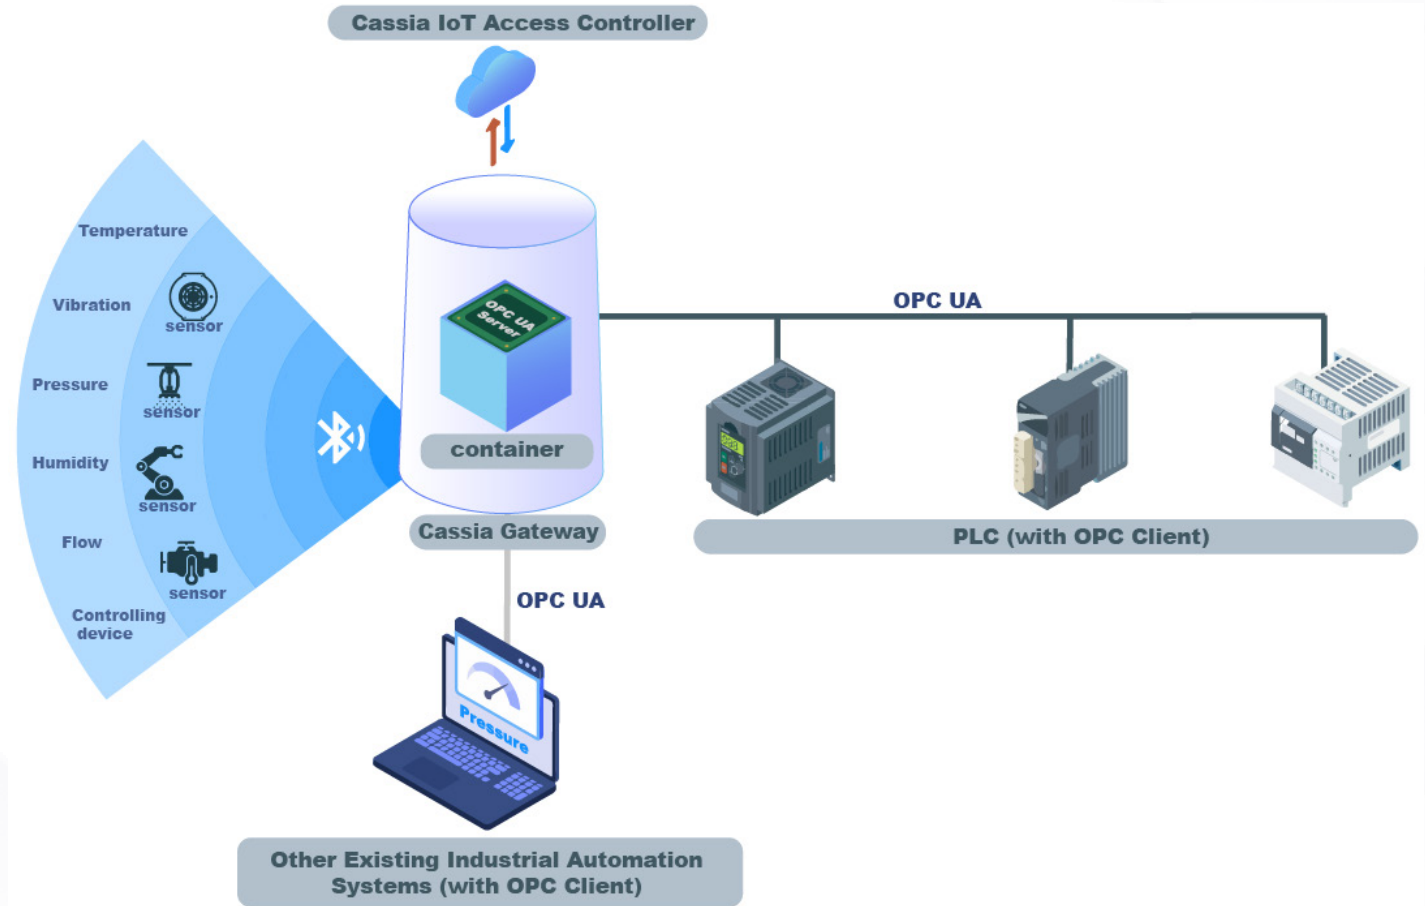 Cassia IoT Access Controller
Temperature
Vibration
sensor
Pressure
sensor
Humidity
sensor
Flow
sensor
Controlling
device
OPC UA
Server
container
Cassia Gateway
OPC UA
PLC (with OPC Client)
OPC UA
Pressure
Other Existing Industrial Automation
Systems (with OPC Client)